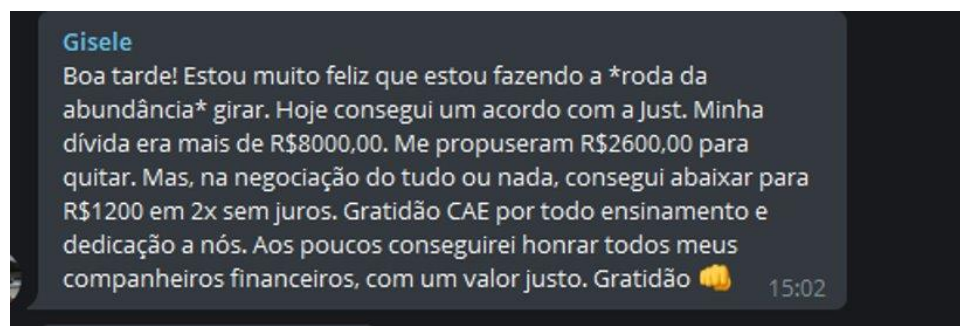 Gisele
Boa tarde! Estou muito feliz que estou fazendo a *roda da
abundância* girar. Hoje consegui um acordo com a Just. Minha
dívida era mais de R$8000,00. Me propuseram R$2600,00 para
quitar. Mas, na negociação do tudo ou nada, consegui abaixar para
R$1200 em 2x sem juros. Gratidão CAE por todo ensinamento e
dedicação a nós. Aos poucos conseguirei honrar todos meus
companheiros financeiros, com um valor justo. Gratidão 👊
15:02